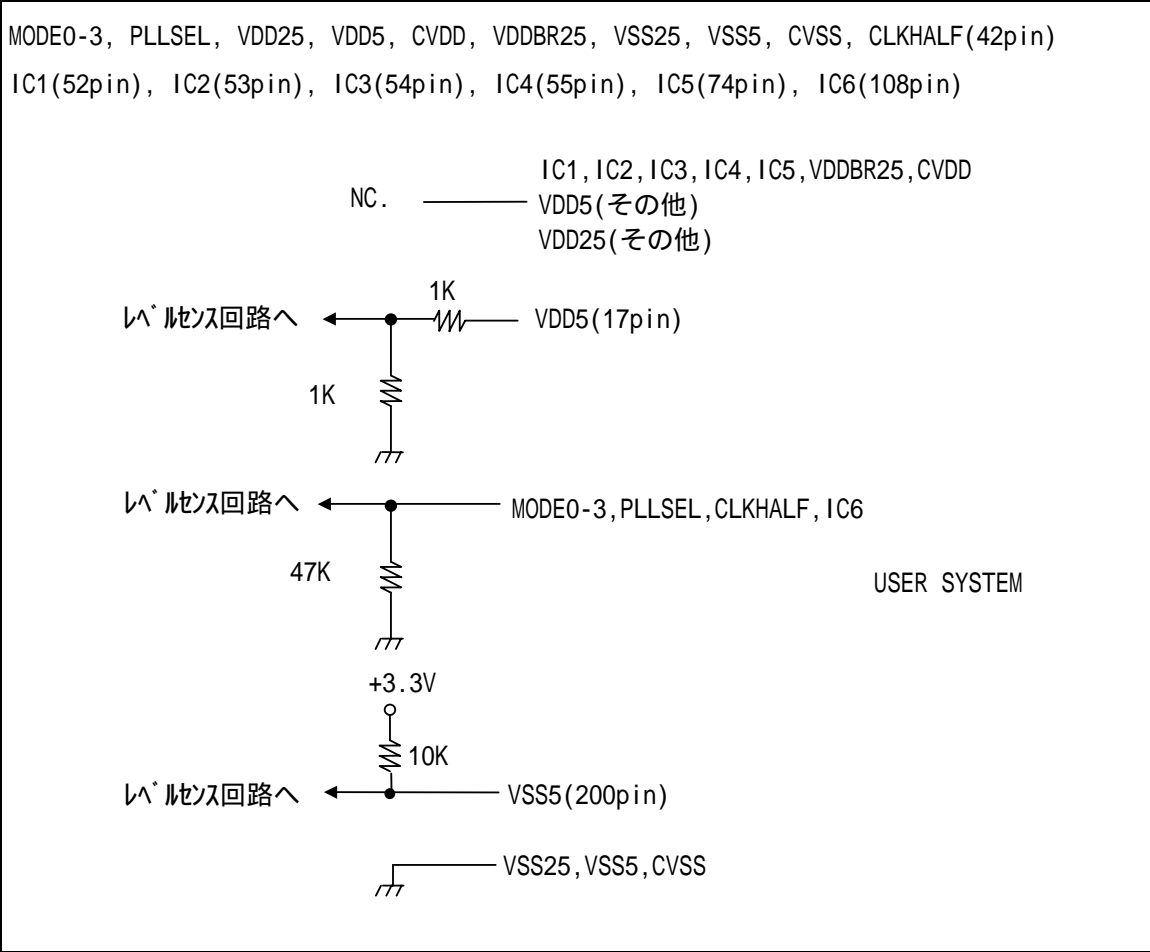 MODE0-3, PLLSEL, VDD25, VDD5, CVDD, VDDBR25, VSS25, VSS5, CVSS, CLKHALF(42pin)
IC1(52pin), IC2(53pin), IC3(54pin), IC4(55pin), IC5(74pin), IC6(108pin)
IC1,IC2,IC3,IC4,IC5,VDDBR25,CVDD
NC.
VDD5(その他)
VDD25(その他)
1K
ﾚﾍﾞﾙｾﾝｽ回路へ
VDD5(17pin)
1K
ﾚﾍﾞﾙｾﾝｽ回路へ
MODE0-3,PLLSEL,CLKHALF,IC6
47K
USER SYSTEM
+3.3V
10K
ﾚﾍﾞﾙｾﾝｽ回路へ
VSS5(200pin)
VSS25,VSS5,CVSS